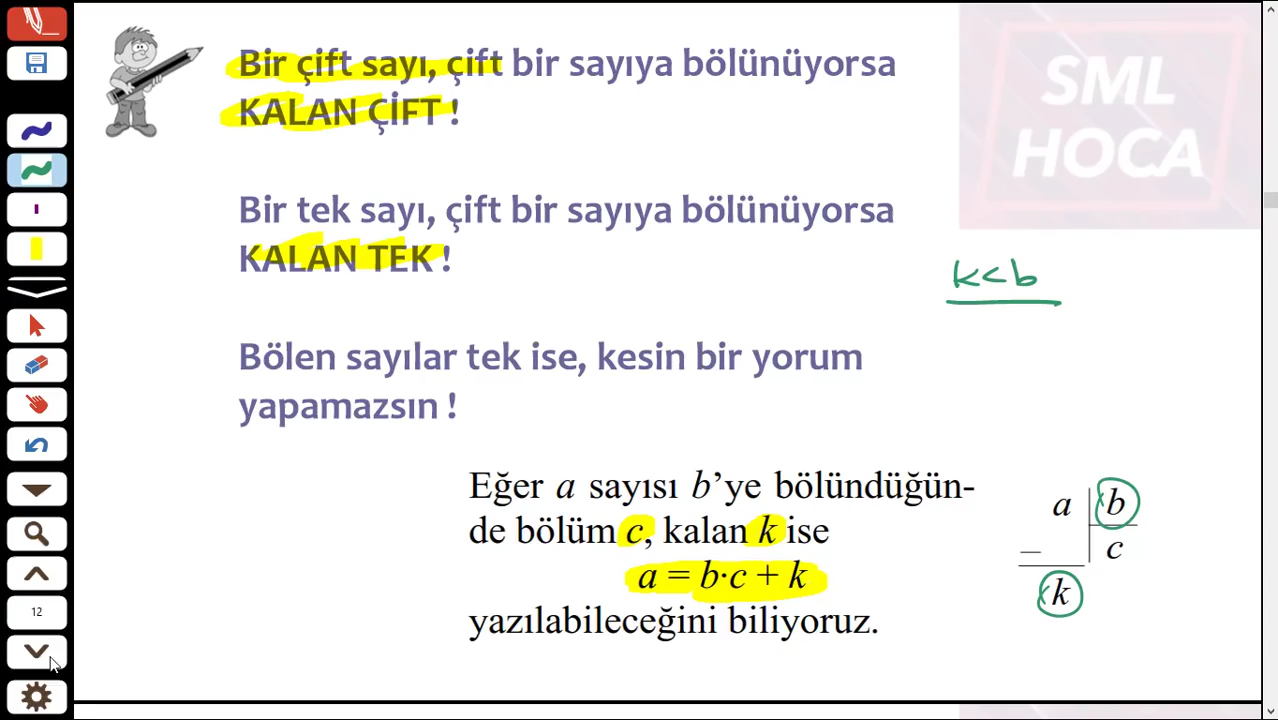 Bir çift sayı, çift bir sayıya bölünüyorsa
KALAN ÇİFT !
SML
HOCA
Bir tek sayı, çift bir sayıya bölünüyorsa
KALAN TEK !
k<b
Bölen sayılar tek ise, kesin bir yorum
yapamazsın !
Eğer a sayısı b’ye bölündüğün-
de bölüm c, kalan k ise
a = b·c + k
yazılabileceğini biliyoruz.
a b
– c
k
12